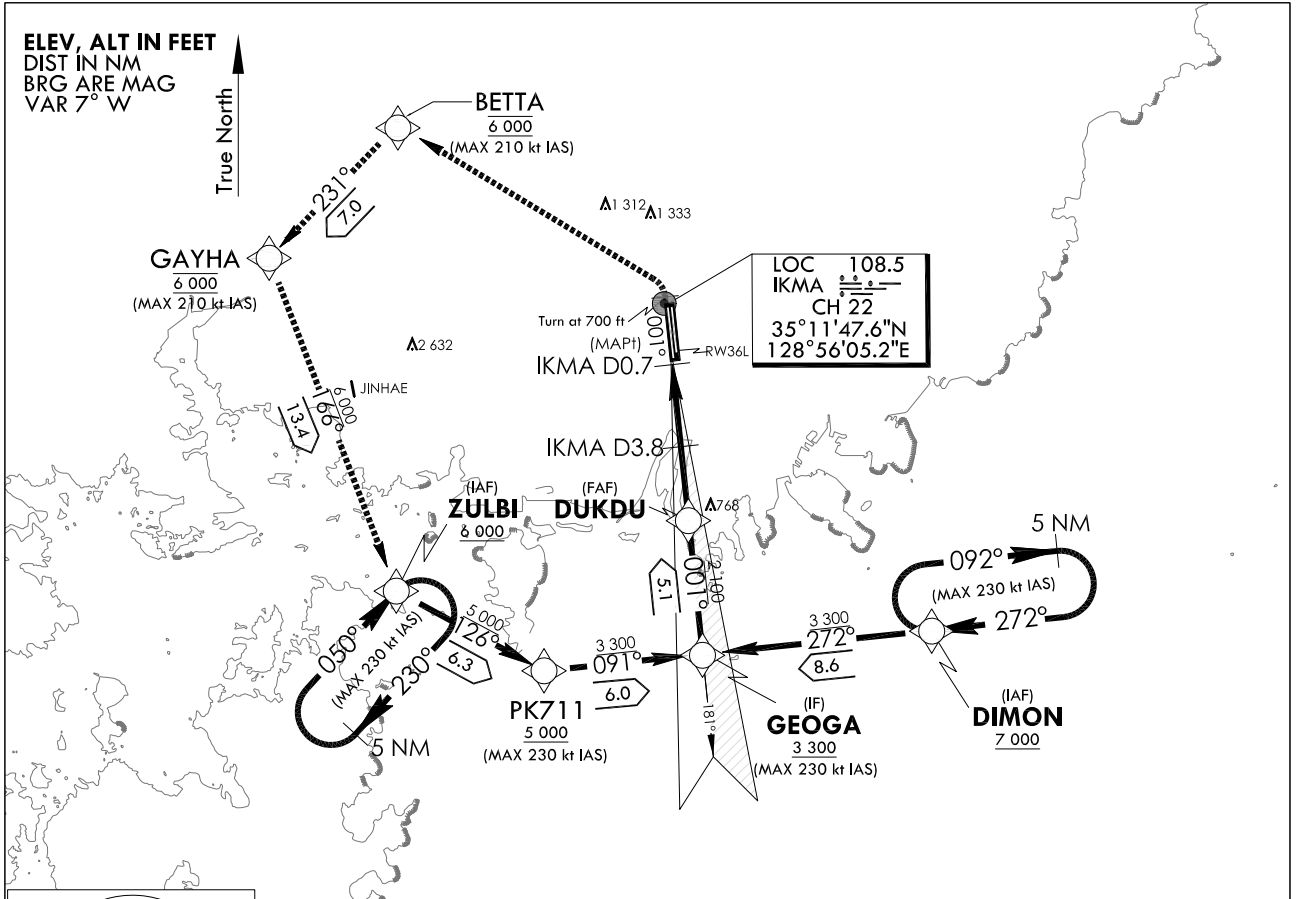 ELEV, ALT IN FEET
DIST IN NM
BRG ARE MAG
VAR 7° W
True North
BETTA
6 000
(MAX 210 kt IAS)
231°
7.0
1 312
1 333
GAYHA
6 000
(MAX 210 kt IAS)
LOC 108.5
IKMA
CH 22
35°11'47.6"N
128°56'05.2"E
Turn at 700 ft
(MAPt)
001°
RW36L
IKMA D0.7
2 632
JINHAE
6 000
166°
13.4
IKMA D3.8
(IAF)
ZULBI
6 000
(FAF)
DUKDU
768
5 NM
092°
(MAX 230 kt IAS)
272°
2 100
001°
5.1
050°
(MAX 230 kt IAS)
230°
5 NM
5 000
126°
6.3
3 300
091°
6.0
3 300
272°
8.6
PK711
5 000
(MAX 230 kt IAS)
181°
(IF)
GEOGA
3 300
(MAX 230 kt IAS)
(IAF)
DIMON
7 000